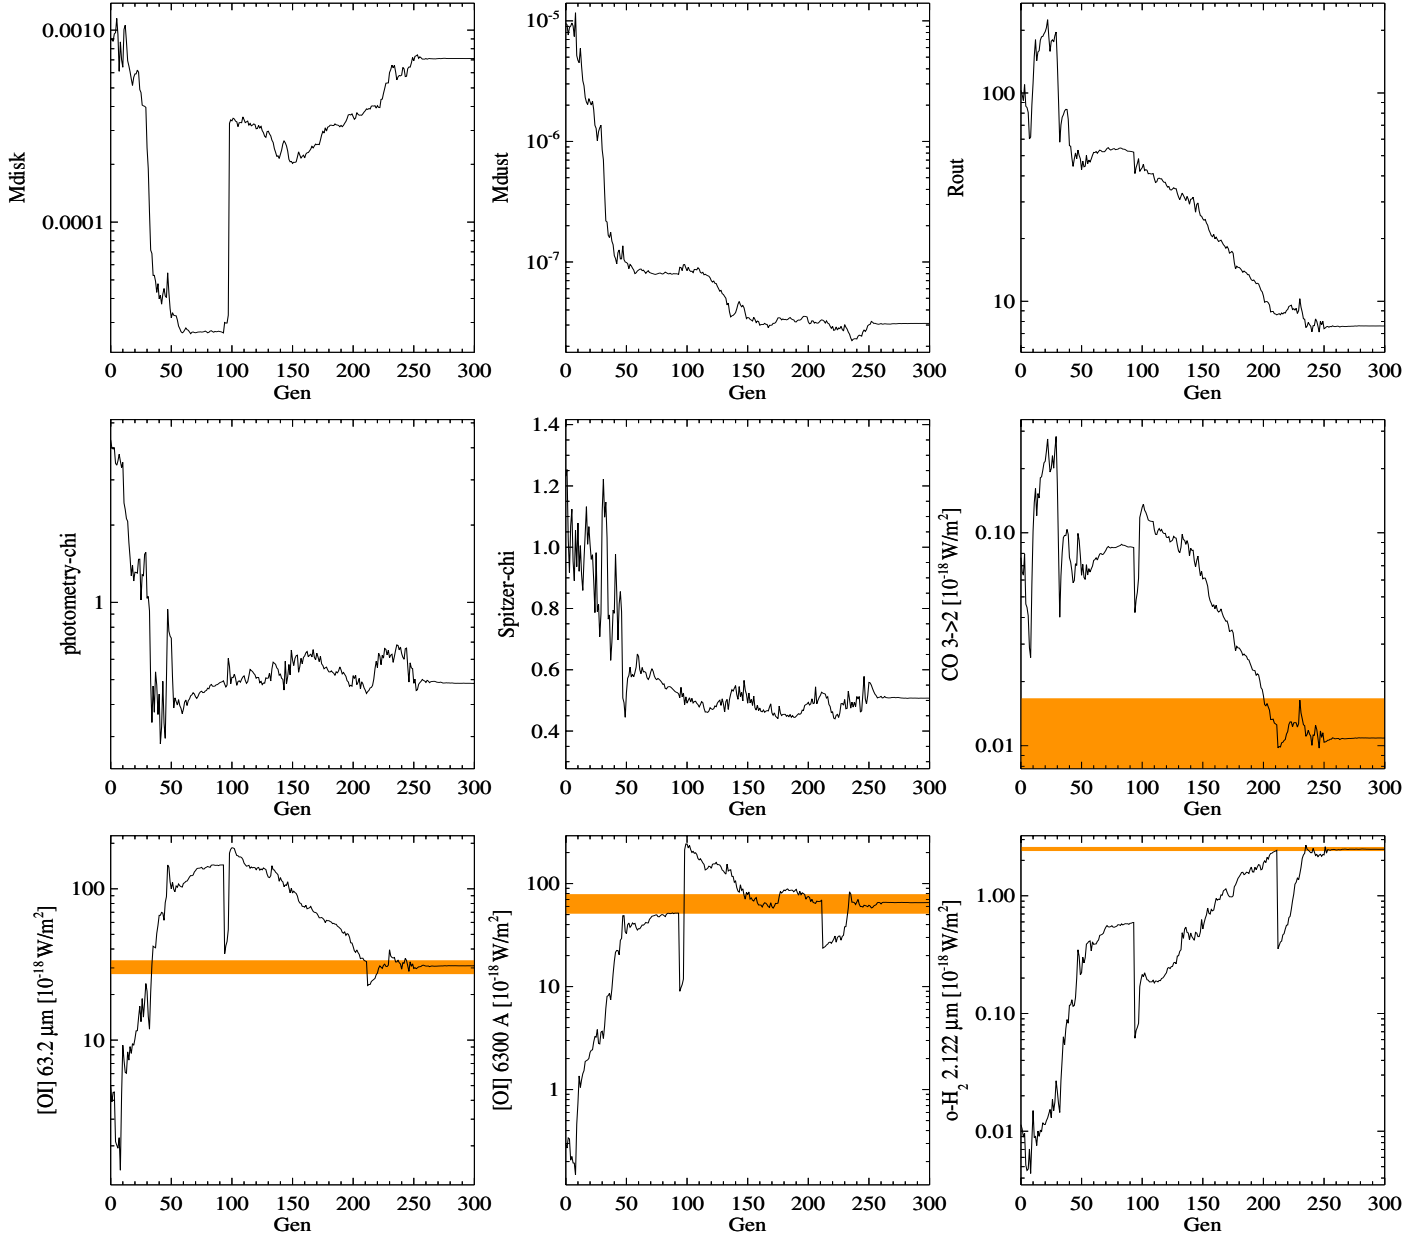 0.0010
0.0001
Mdisk
0 50 100 150 200 250 300
Gen
10^-5
10^-6
10^-7
Mdust
0 50 100 150 200 250 300
Gen
100
10
Rout
0 50 100 150 200 250 300
Gen
1
photometry-chi
0 50 100 150 200 250 300
Gen
1.4
1.2
1.0
0.8
0.6
0.4
Spitzer-chi
0 50 100 150 200 250 300
Gen
0.10
0.01
CO 3->2 [10^-18 W/m^2]
0 50 100 150 200 250 300
Gen
100
10
[OI] 63.2 μm [10^-18 W/m^2]
0 50 100 150 200 250 300
Gen
100
10
1
[OI] 6300 A [10^-18 W/m^2]
0 50 100 150 200 250 300
Gen
1.00
0.10
0.01
o-H_2 2.122 μm [10^-18 W/m^2]
0 50 100 150 200 250 300
Gen